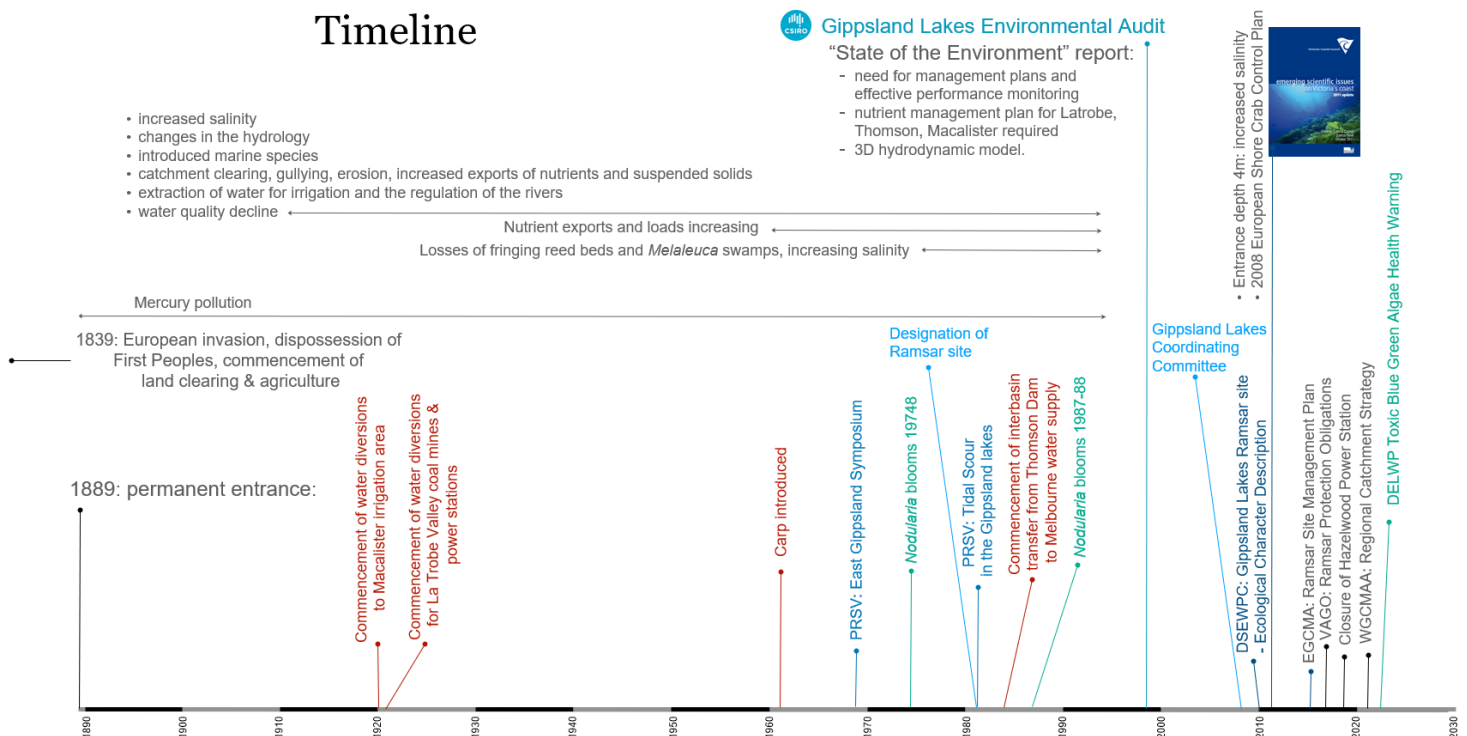 Timeline
CSIRO
Gippsland Lakes Environmental Audit
“State of the Environment” report:
- need for management plans and
effective performance monitoring
- nutrient management plan for Latrobe,
Thomson, Macalister required
- 3D hydrodynamic model.
• increased salinity
• changes in the hydrology
• introduced marine species
• catchment clearing, gullying, erosion, increased exports of nutrients and suspended solids
• extraction of water for irrigation and the regulation of the rivers
• water quality decline
Nutrient exports and loads increasing
Losses of fringing reed beds and Melaleuca swamps, increasing salinity
Mercury pollution
1839: European invasion, dispossession of
First Peoples, commencement of
land clearing & agriculture
1889: permanent entrance:
Commencement of water diversions
to Macalister irrigation area
Commencement of water diversions
for La Trobe Valley coal mines &
power stations
Carp introduced
PRSV: East Gippsland Symposium
Nodularia blooms 19748
Designation of
Ramsar site
PRSV: Tidal Scour
in the Gippsland lakes
Commencement of interbasin
transfer from Thomson Dam
to Melbourne water supply
Nodularia blooms 1987-88
Gippsland Lakes
Coordinating
Committee
• Entrance depth 4m: increased salinity
• 2008 European Shore Crab Control Plan
emerging scientific issues
on Victoria's coast
2011 update
DSEWPC: Gippsland Lakes Ramsar site
- Ecological Character Description
EGCMA: Ramsar Site Management Plan
VAGO: Ramsar Protection Obligations
Closure of Hazelwood Power Station
WGCMAA: Regional Catchment Strategy
DELWP Toxic Blue Green Algae Health Warning
1890
1900
1910
1920
1930
1940
1950
1960
1970
1980
1990
2000
2010
2020
2030